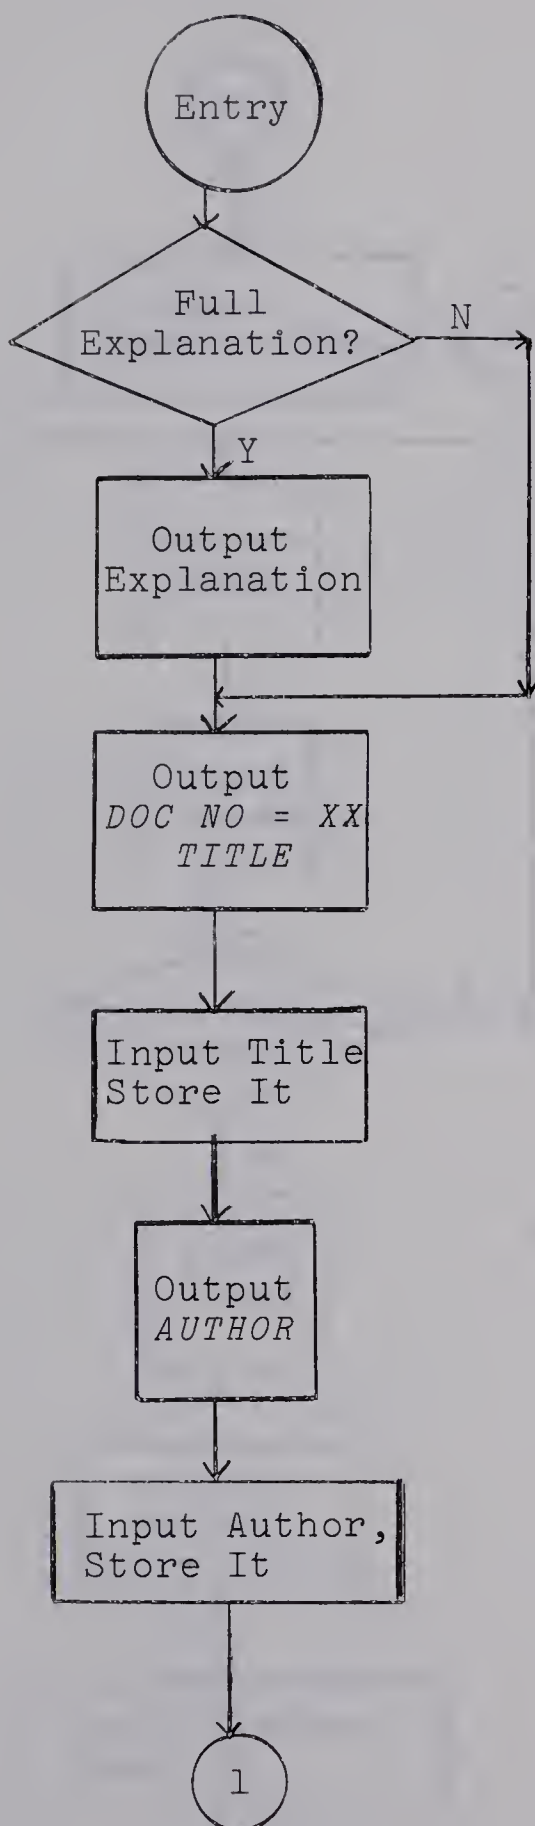 Entry
Full
Explanation?
N
Y
Output
Explanation
Output
DOC NO = XX
TITLE
Input Title
Store It
Output
AUTHOR
Input Author,
Store It
1